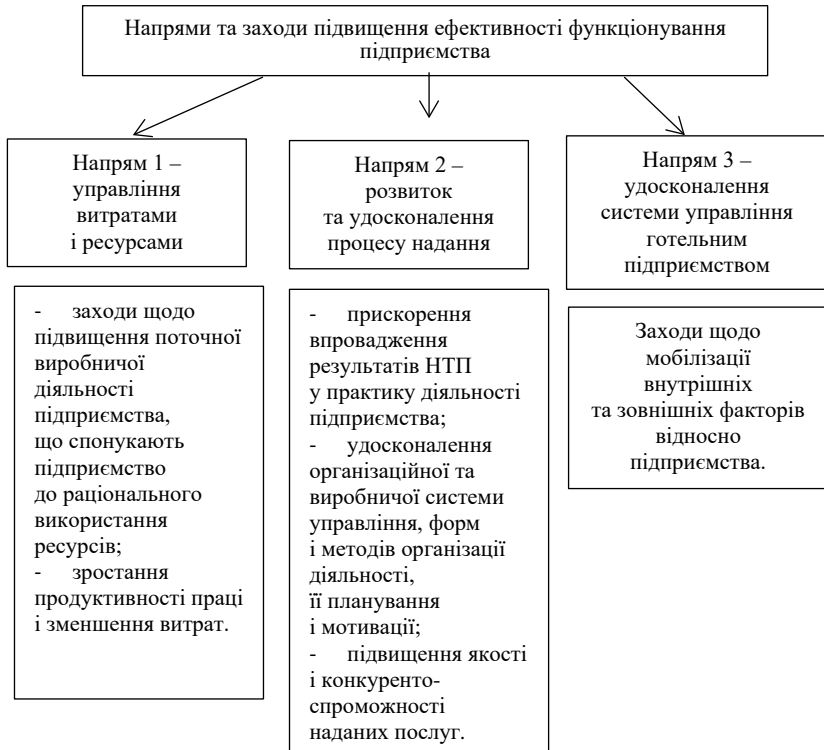 Напрями та заходи підвищення ефективності функціонування
підприємства
Напрям 1 –
управління
витратами
і ресурсами
Напрям 2 –
розвиток
та удосконалення
процесу надання
Напрям 3 –
удосконалення
системи управління
готельним
підприємством
- заходи щодо
підвищення поточної
виробничої
діяльності
підприємства,
що спонукають
підприємство
до раціонального
використання
ресурсів;
- зростання
продуктивності праці
і зменшення витрат.
- прискорення
впровадження
результатів НТП
у практику діяльності
підприємства;
- удосконалення
організаційної та
виробничої системи
управління, форм
і методів організації
діяльності,
її планування
і мотивації;
- підвищення якості
і конкуренто-
спроможності
наданих послуг.
Заходи щодо
мобілізації
внутрішніх
та зовнішніх факторів
відносно
підприємства.